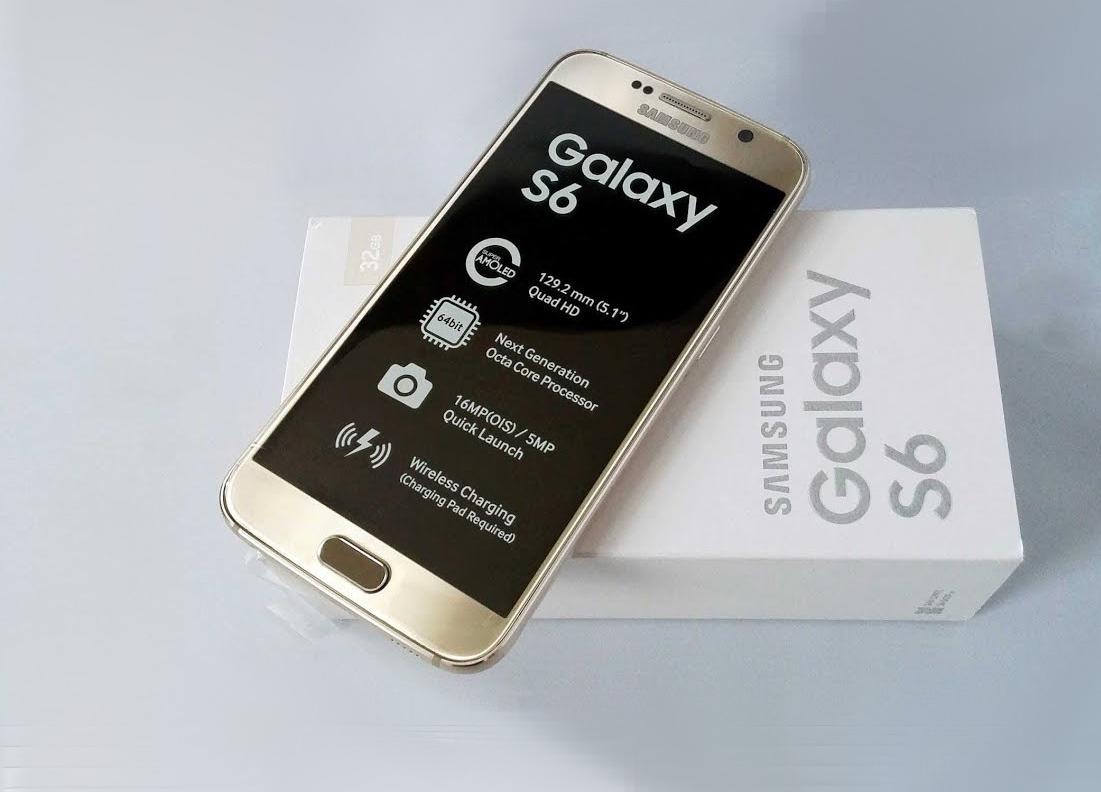 SAMSUNG
Galaxy
S6
SUPER
AMOLED
129.2 mm (5.1")
Quad HD
64bit
Next Generation
Octa Core Processor
16MP(OIS) / 5MP
Quick Launch
Wireless Charging
(Charging Pad Required)
32GB
SAMSUNG
Galaxy
S6